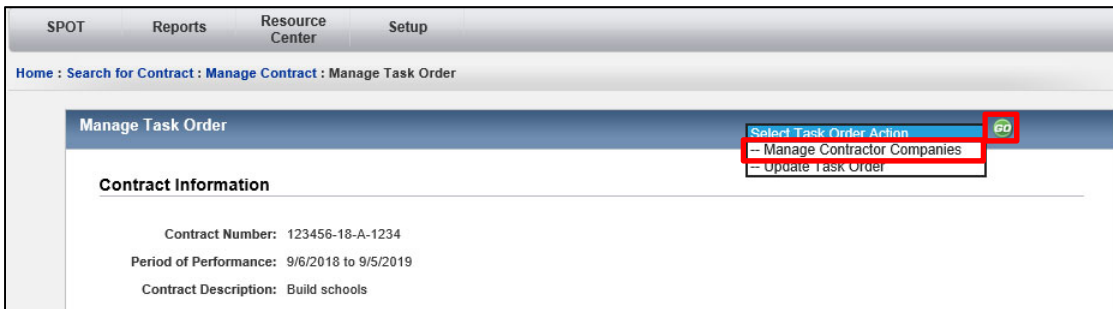 SPOT Reports Resource Center Setup
Home : Search for Contract : Manage Contract : Manage Task Order
Manage Task Order
Select Task Order Action GO
-- Manage Contractor Companies
-- Update Task Order
Contract Information
Contract Number: 123456-18-A-1234
Period of Performance: 9/6/2018 to 9/5/2019
Contract Description: Build schools